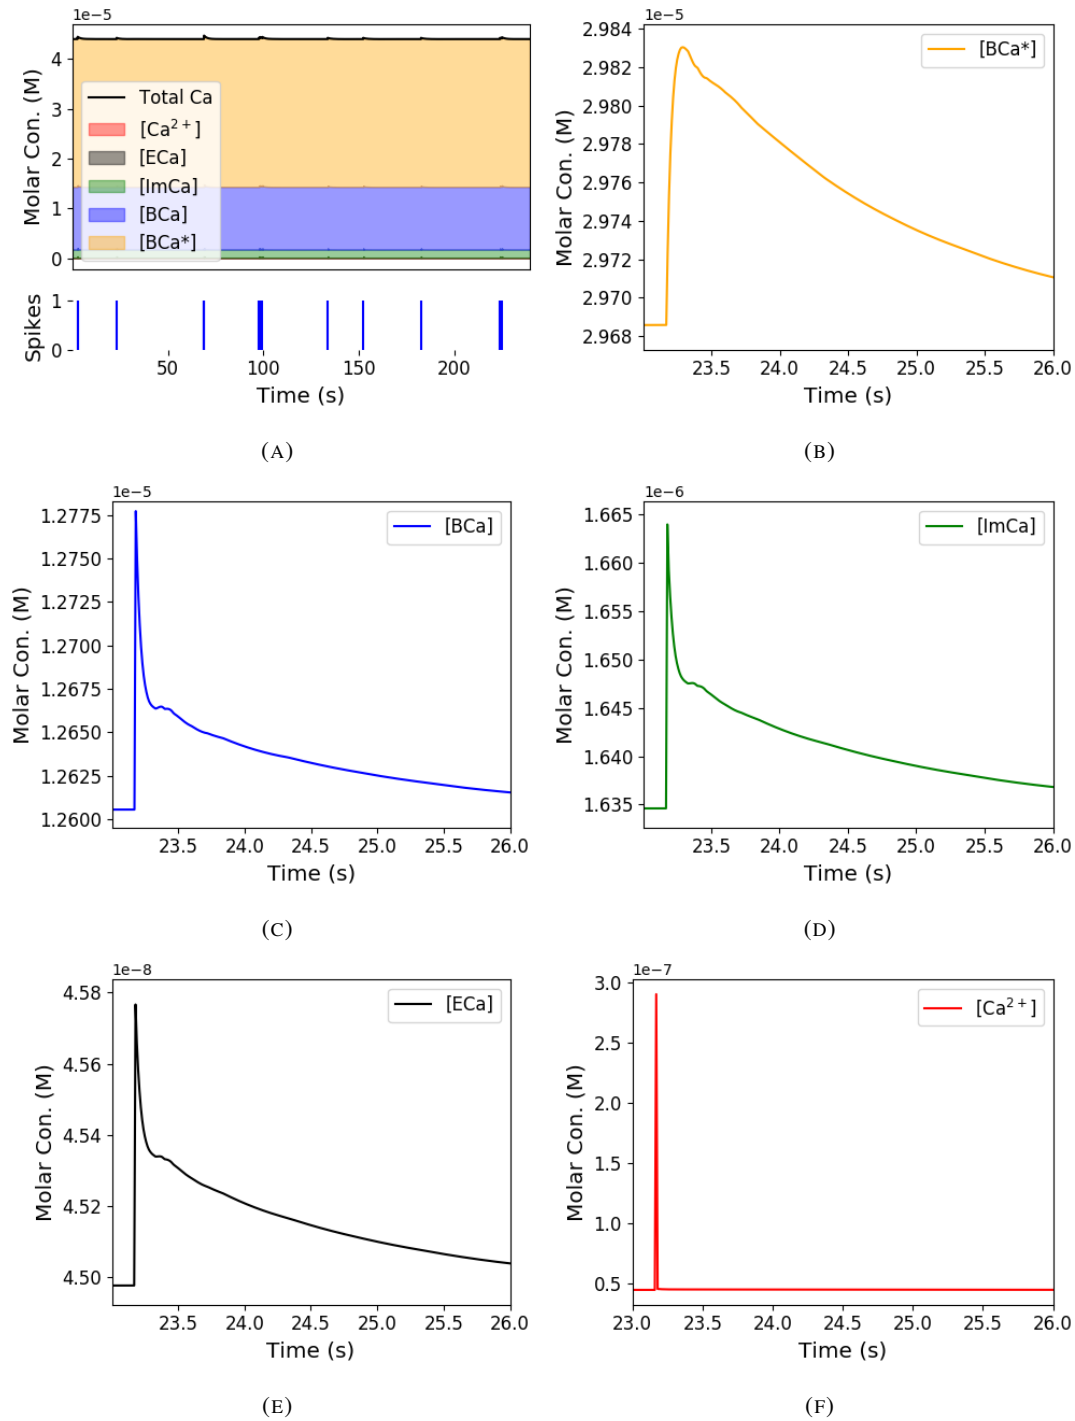 1e−5
Molar Con. (M)
4
3
2
1
0
Total Ca
[Ca2+]
[ECa]
[ImCa]
[BCa]
[BCa*]
Spikes
1
0
50 100 150 200
Time (s)
(A)
1e−5
Molar Con. (M)
2.984
2.982
2.980
2.978
2.976
2.974
2.972
2.970
2.968
[BCa*]
23.5 24.0 24.5 25.0 25.5 26.0
Time (s)
(B)
1e−5
Molar Con. (M)
1.2775
1.2750
1.2725
1.2700
1.2675
1.2650
1.2625
1.2600
[BCa]
23.5 24.0 24.5 25.0 25.5 26.0
Time (s)
(C)
1e−6
Molar Con. (M)
1.665
1.660
1.655
1.650
1.645
1.640
1.635
[ImCa]
23.5 24.0 24.5 25.0 25.5 26.0
Time (s)
(D)
1e−8
Molar Con. (M)
4.58
4.56
4.54
4.52
4.50
[ECa]
23.5 24.0 24.5 25.0 25.5 26.0
Time (s)
(E)
1e−7
Molar Con. (M)
3.0
2.5
2.0
1.5
1.0
0.5
[Ca2+]
23.0 23.5 24.0 24.5 25.0 25.5 26.0
Time (s)
(F)